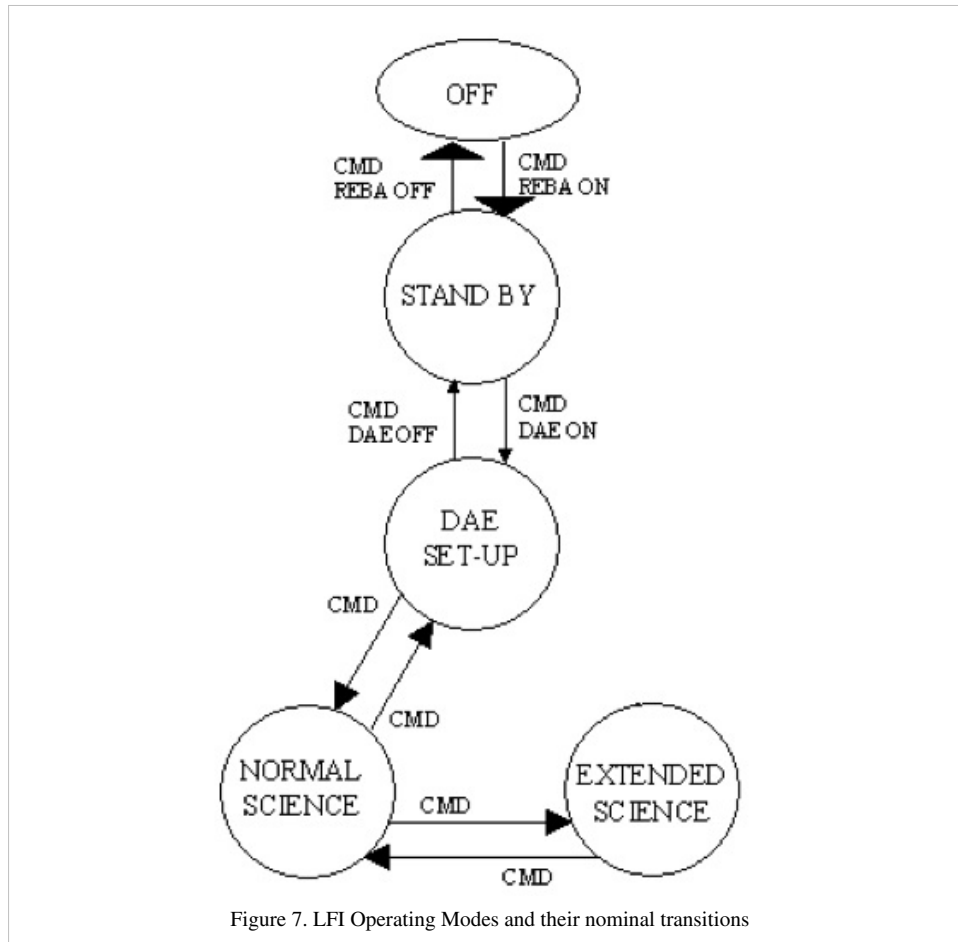 OFF
CMD
REBA OFF
CMD
REBA ON
STAND BY
CMD
DAE OFF
CMD
DAE ON
DAE
SET-UP
CMD
CMD
NORMAL
SCIENCE
EXTENDED
SCIENCE
CMD
CMD
Figure 7. LFI Operating Modes and their nominal transitions